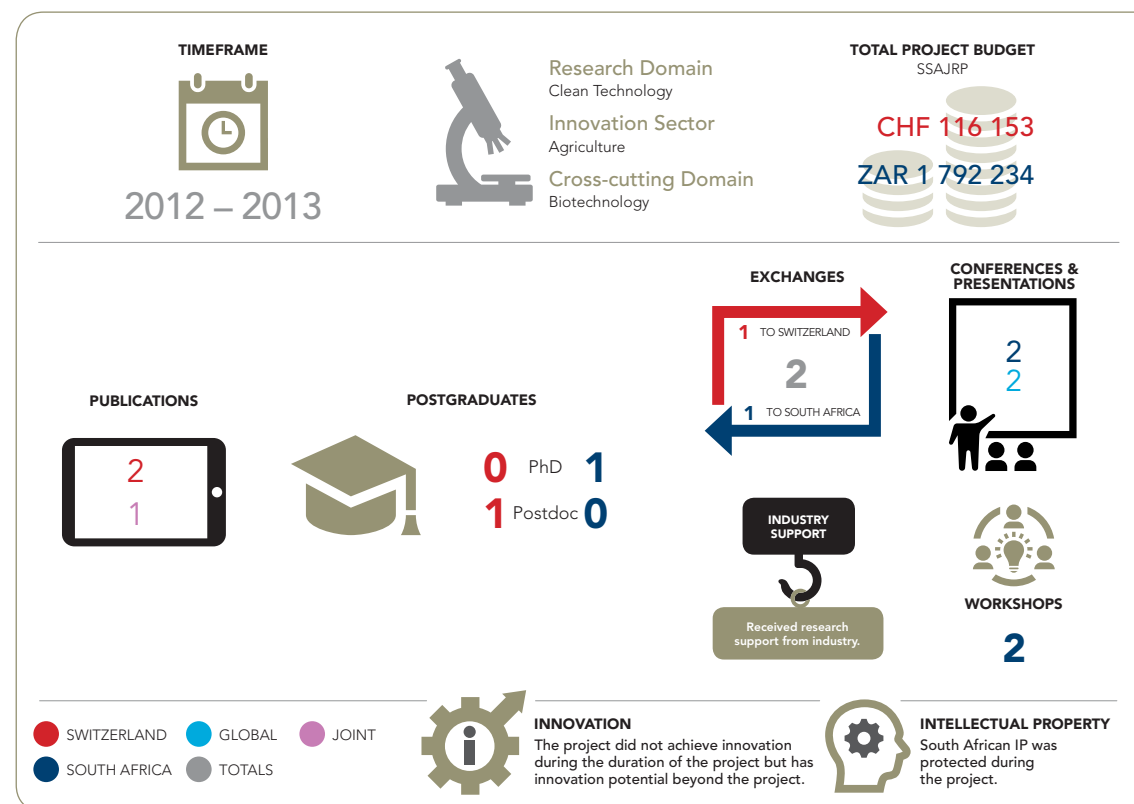 TIMEFRAME
2012 – 2013
Research Domain
Clean Technology
Innovation Sector
Agriculture
Cross-cutting Domain
Biotechnology
TOTAL PROJECT BUDGET
SSAJRP
CHF 116 153
ZAR 1 792 234
PUBLICATIONS
2
1
POSTGRADUATES
0 PhD 1
1 Postdoc 0
EXCHANGES
1 TO SWITZERLAND
2
1 TO SOUTH AFRICA
CONFERENCES &
PRESENTATIONS
2
2
INDUSTRY
SUPPORT
Received research
support from industry.
WORKSHOPS
2
SWITZERLAND
GLOBAL
JOINT
SOUTH AFRICA
TOTALS
i
INNOVATION
The project did not achieve innovation
during the duration of the project but has
innovation potential beyond the project.
INTELLECTUAL PROPERTY
South African IP was
protected during
the project.